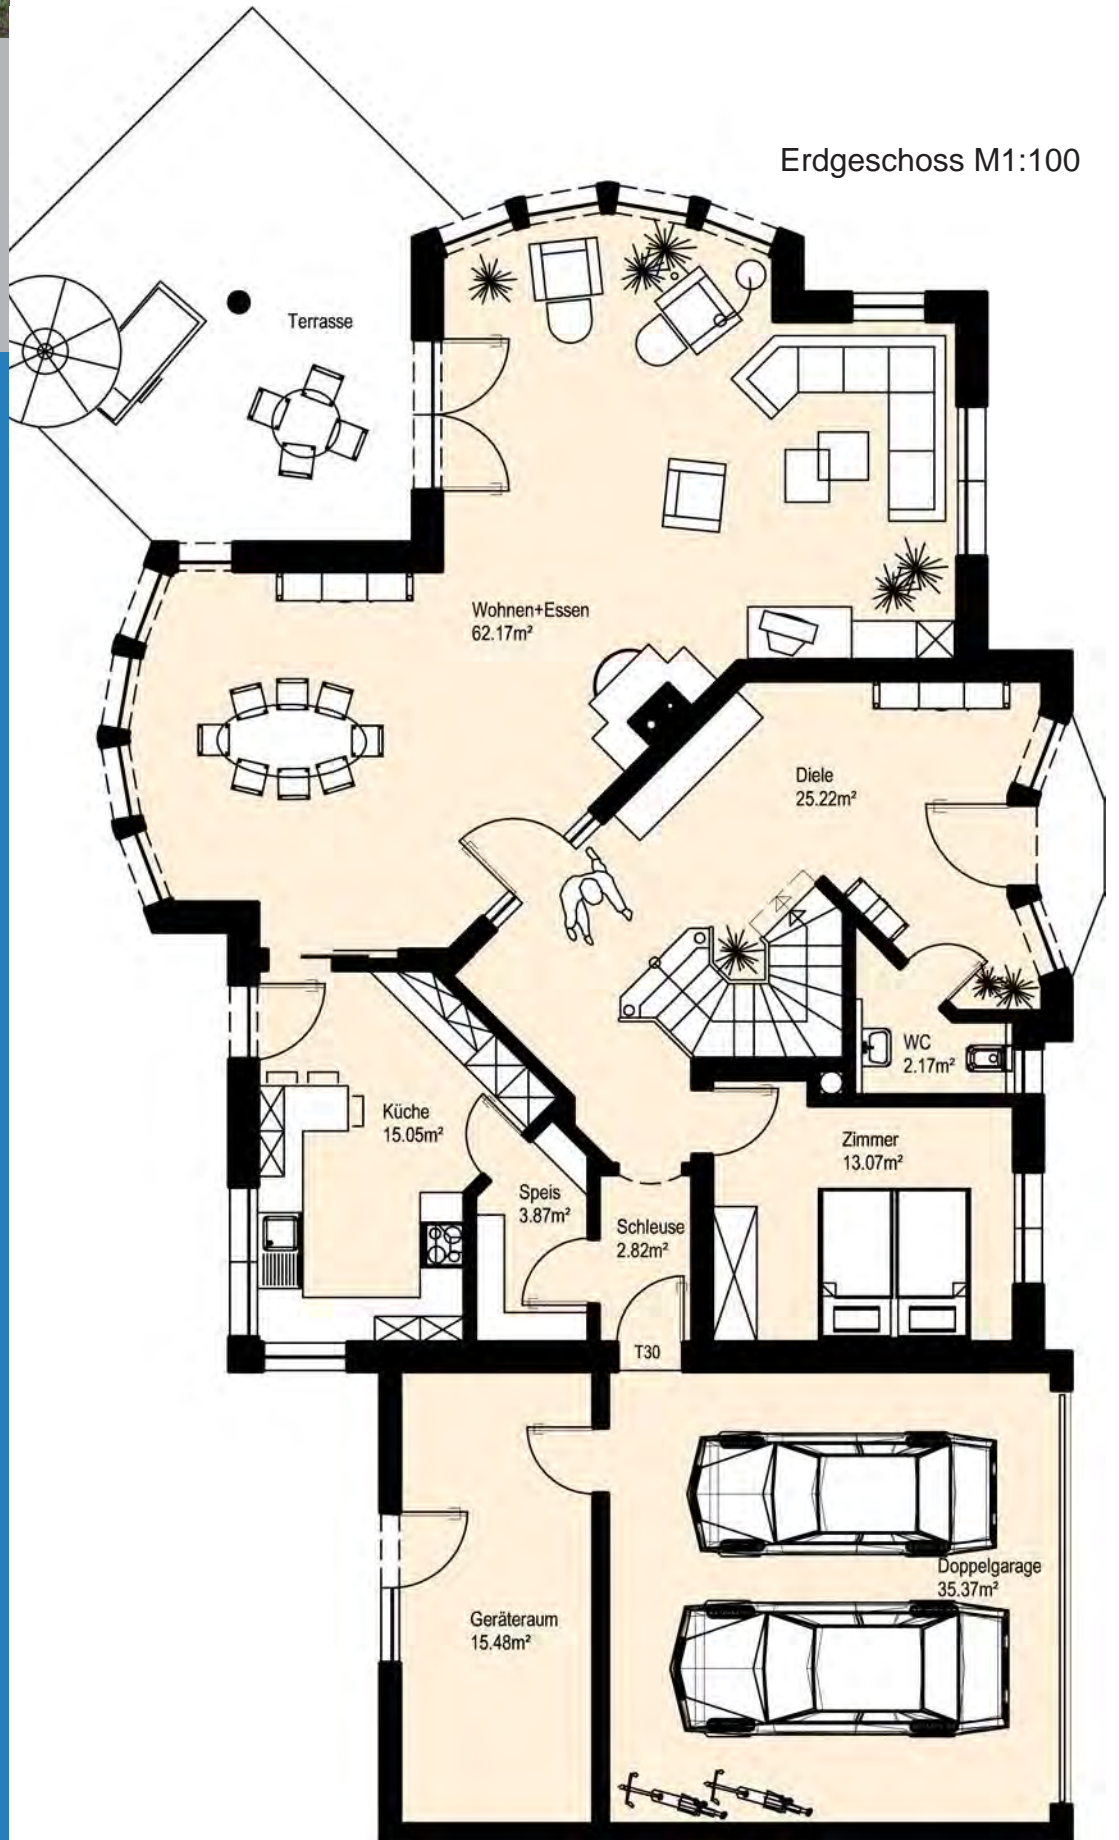 Erdgeschoss M1:100
Terrasse
Wohnen+Essen
62.17m²
Diele
25.22m²
WC
2.17m²
Küche
15.05m²
Zimmer
13.07m²
Speis
3.87m²
Schleuse
2.82m²
T30
Doppelgarage
35.37m²
Geräteraum
15.48m²